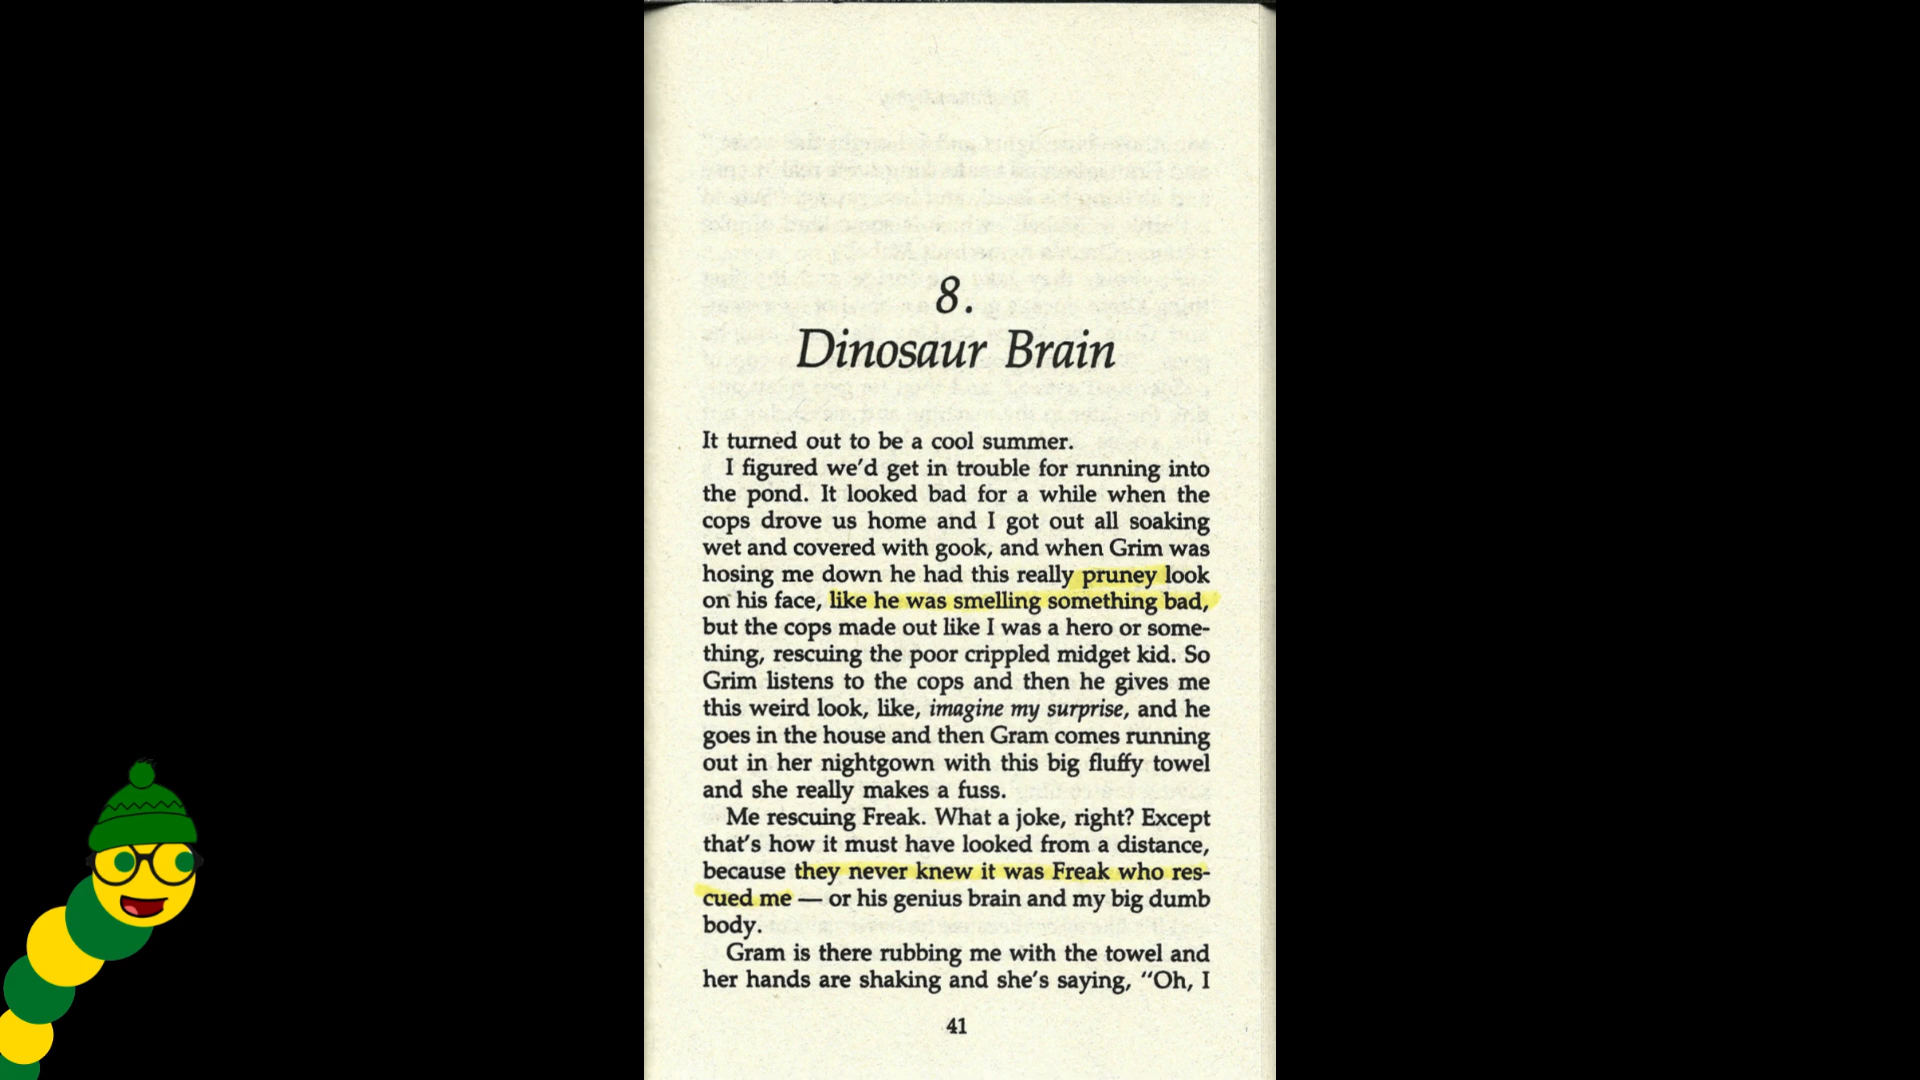 8.
Dinosaur Brain
It turned out to be a cool summer.
I figured we'd get in trouble for running into
the pond. It looked bad for a while when the
cops drove us home and I got out all soaking
wet and covered with gook, and when Grim was
hosing me down he had this really pruney look
on his face, like he was smelling something bad,
but the cops made out like I was a hero or some-
thing, rescuing the poor crippled midget kid. So
Grim listens to the cops and then he gives me
this weird look, like, imagine my surprise, and he
goes in the house and then Gram comes running
out in her nightgown with this big fluffy towel
and she really makes a fuss.
Me rescuing Freak. What a joke, right? Except
that's how it must have looked from a distance,
because they never knew it was Freak who res-
cued me — or his genius brain and my big dumb
body.
Gram is there rubbing me with the towel and
her hands are shaking and she's saying, "Oh, I
41